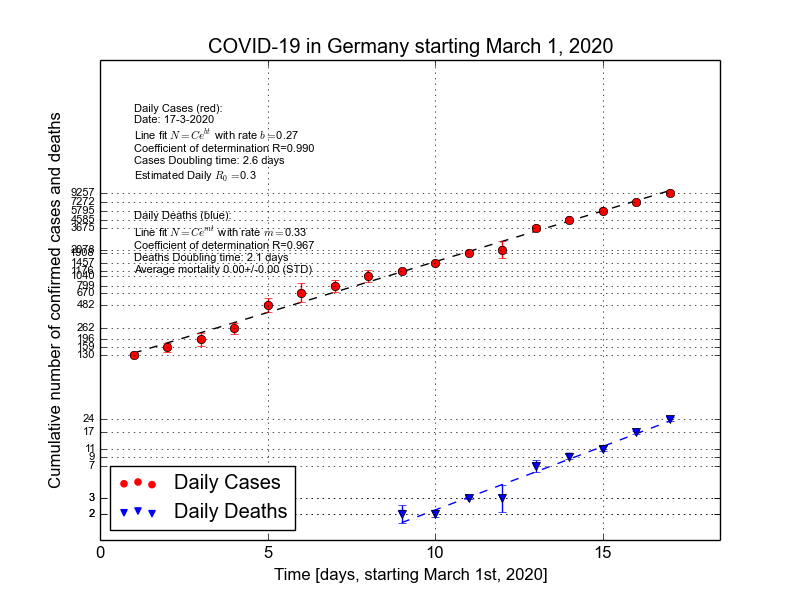 COVID-19 in Germany starting March 1, 2020
Daily Cases (red):
Date: 17-3-2020
Line fit N=Ce^{bt} with rate b=0.27
Coefficient of determination R=0.990
Cases Doubling time: 2.6 days
Estimated Daily R_0=0.3
Daily Deaths (blue):
Line fit N=Ce^{mt} with rate m=0.33
Coefficient of determination R=0.967
Deaths Doubling time: 2.1 days
Average mortality 0.00+/-0.00 (STD)
Cumulative number of confirmed cases and deaths
9257
7272
5795
4585
3675
2078
1908
1457
1176
1040
799
670
482
262
196
159
130
24
17
11
9
7
3
2
Daily Cases
Daily Deaths
0 5 10 15
Time [days, starting March 1st, 2020]